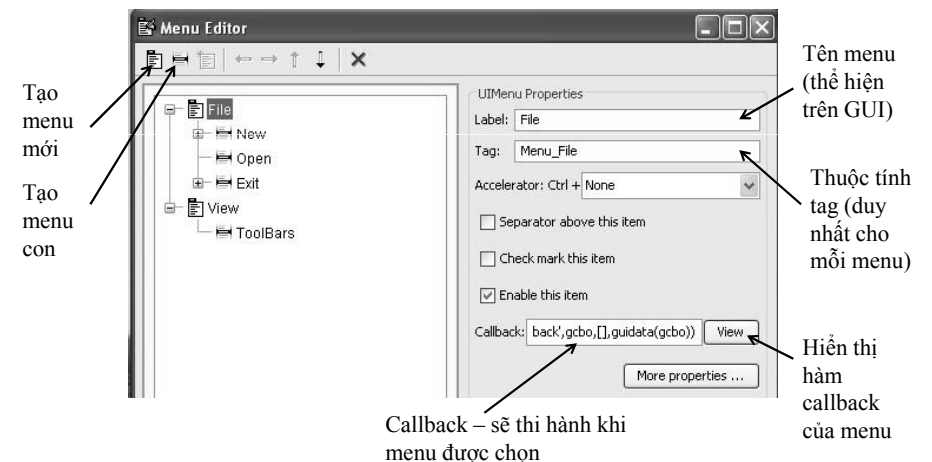 Menu Editor
Tạo
menu
mới
Tạo
menu
con
File
New
Open
Exit
View
ToolBars
UIMenu Properties
Label: File
Tag: Menu_File
Accelerator: Ctrl + None
Separator above this item
Check mark this item
Enable this item
Callback: back',gcbo,[],guidata(gcbo)) View
More properties ...
Tên menu
(thể hiện
trên GUI)
Thuộc tính
tag (duy
nhất cho
mỗi menu)
Hiển thị
hàm
callback
của menu
Callback – sẽ thi hành khi
menu được chọn